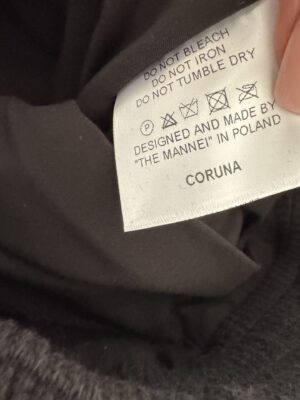 DO NOT BLEACH
DO NOT IRON
DO NOT TUMBLE DRY
P
DESIGNED AND MADE BY
"THE MANNEI" IN POLAND
CORUNA